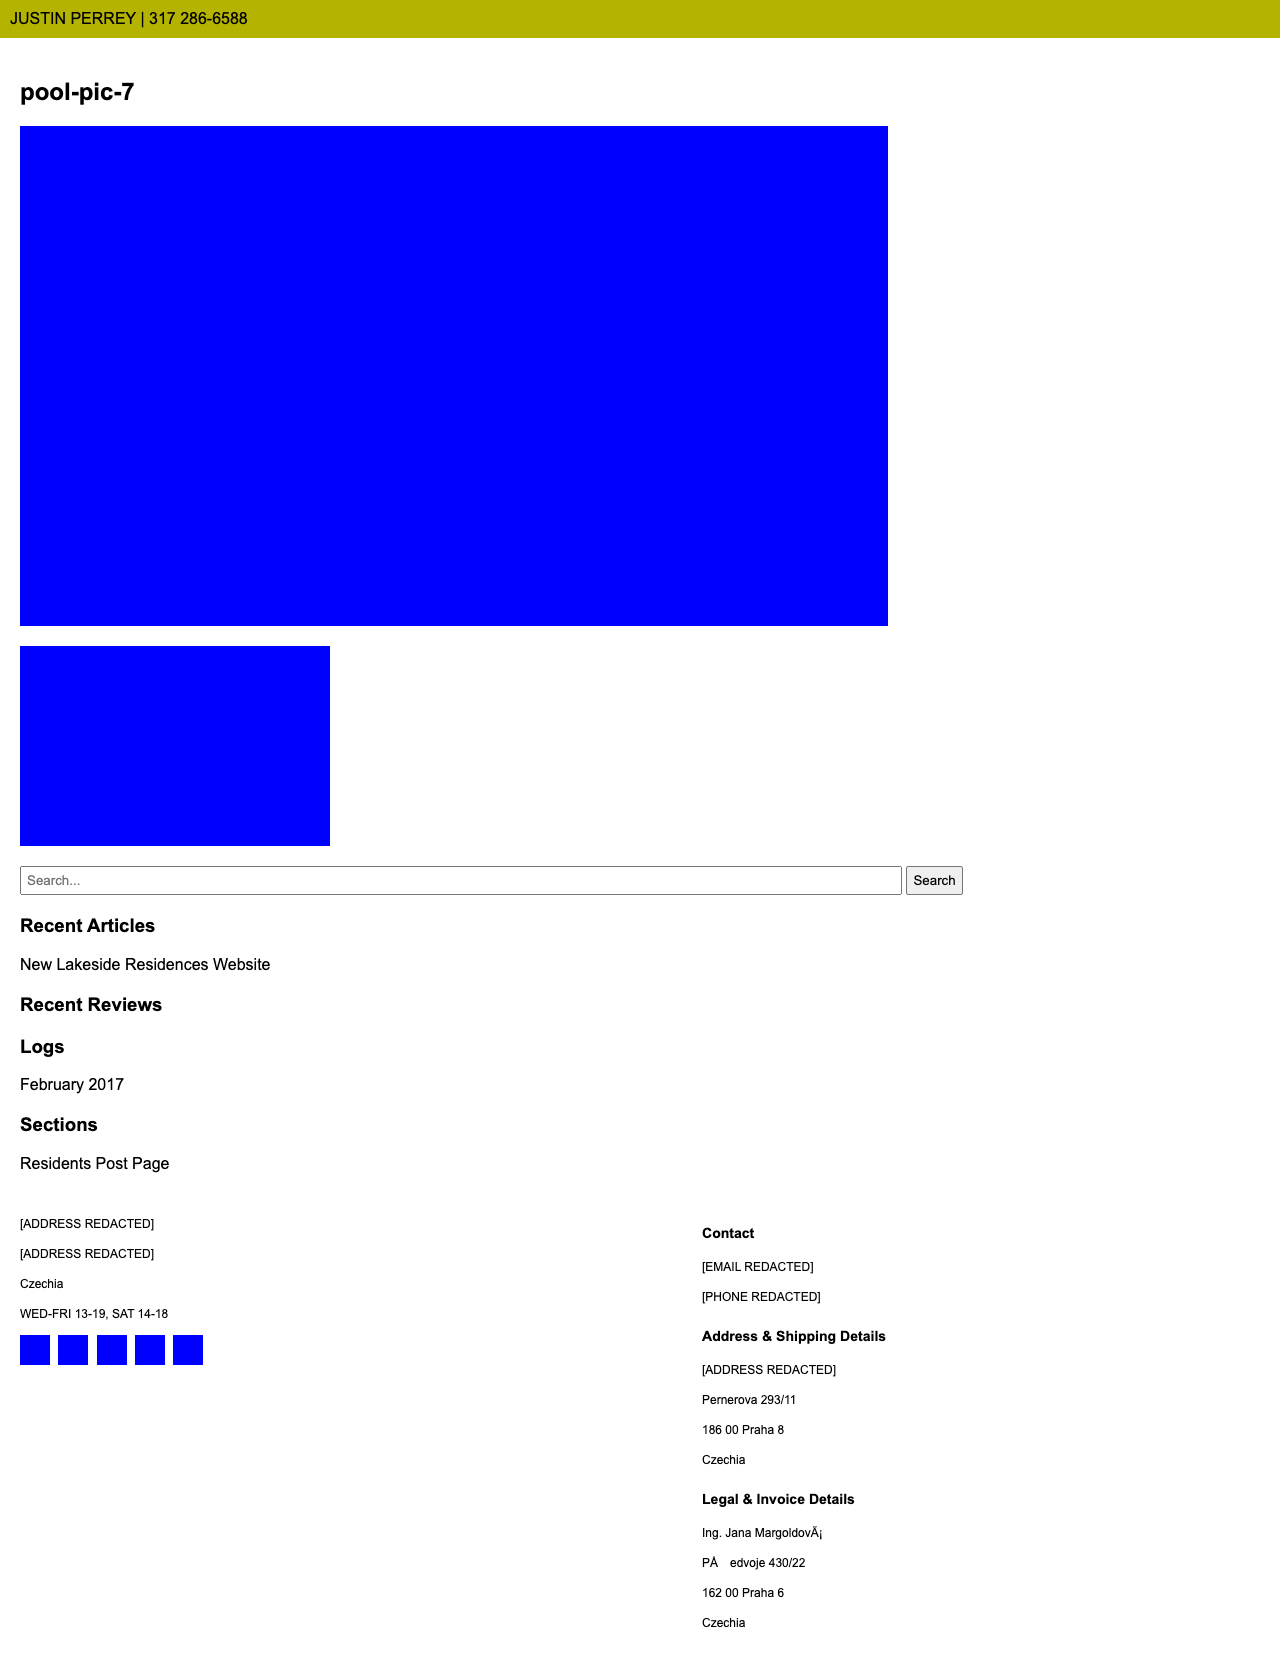 JUSTIN PERREY | 317 286-6588
pool-pic-7
Search...
Search
Recent Articles
New Lakeside Residences Website
Recent Reviews
Logs
February 2017
Sections
Residents Post Page
[ADDRESS REDACTED]
[ADDRESS REDACTED]
Czechia
WED-FRI 13-19, SAT 14-18
Contact
[EMAIL REDACTED]
[PHONE REDACTED]
Address & Shipping Details
[ADDRESS REDACTED]
Pernerova 293/11
186 00 Praha 8
Czechia
Legal & Invoice Details
Ing. Jana MargoldovÃ¡
PÅ edvoje 430/22
162 00 Praha 6
Czechia